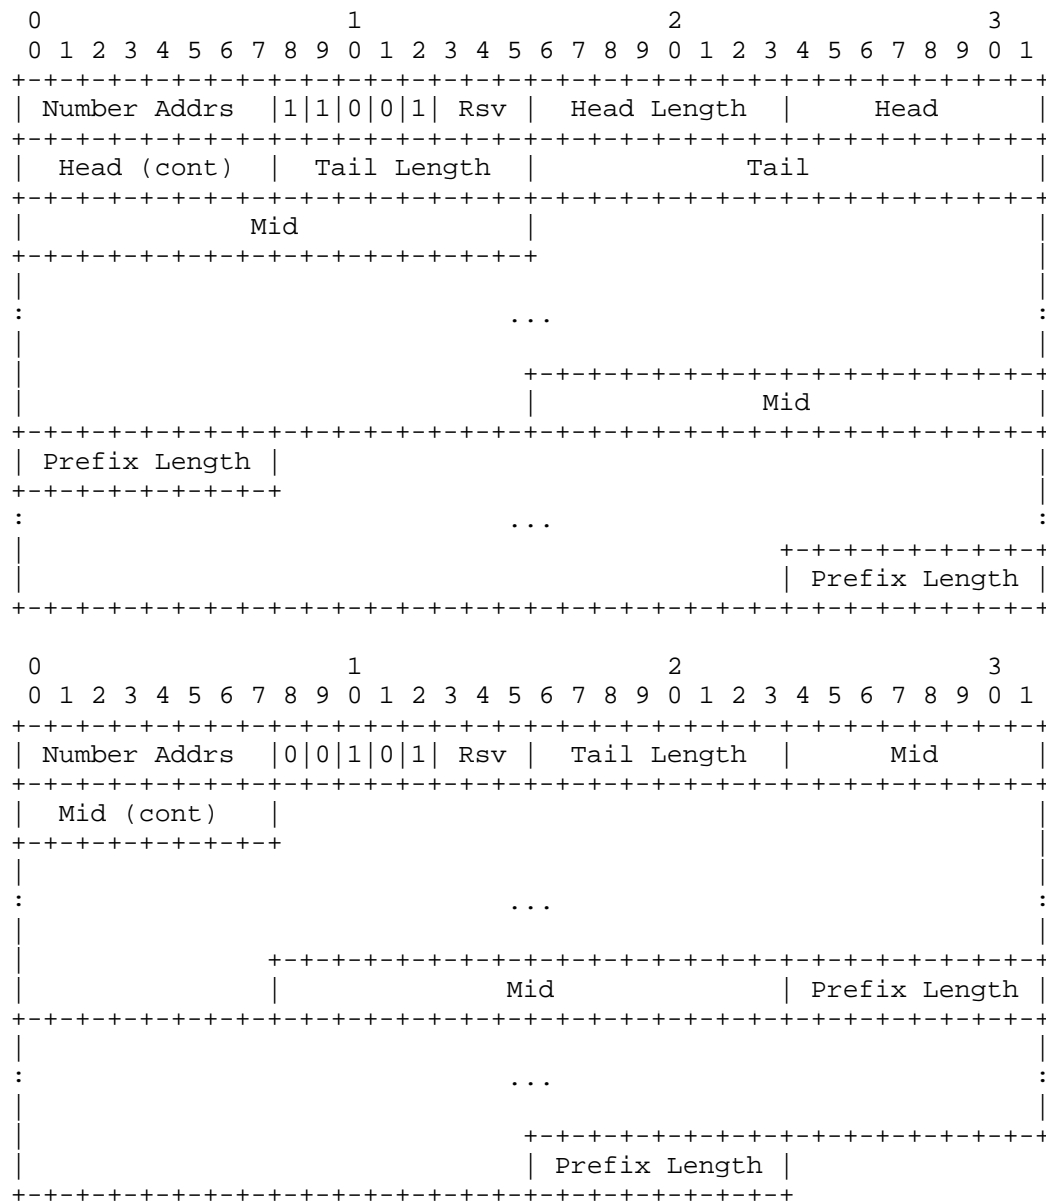 0                   1                   2                   3
 0 1 2 3 4 5 6 7 8 9 0 1 2 3 4 5 6 7 8 9 0 1 2 3 4 5 6 7 8 9 0 1
+-+-+-+-+-+-+-+-+-+-+-+-+-+-+-+-+-+-+-+-+-+-+-+-+-+-+-+-+-+-+-+-+
| Number Addrs  |1|1|0|0|1| Rsv |  Head Length  |     Head      |
+-+-+-+-+-+-+-+-+-+-+-+-+-+-+-+-+-+-+-+-+-+-+-+-+-+-+-+-+-+-+-+-+
|  Head (cont)  |  Tail Length  |             Tail              |
+-+-+-+-+-+-+-+-+-+-+-+-+-+-+-+-+-+-+-+-+-+-+-+-+-+-+-+-+-+-+-+-+
|              Mid              |                               |
+-+-+-+-+-+-+-+-+-+-+-+-+-+-+-+-+                               |
|                                                               |
:                              ...                              :
|                                                               |
|                               +-+-+-+-+-+-+-+-+-+-+-+-+-+-+-+-+
|                               |              Mid              |
+-+-+-+-+-+-+-+-+-+-+-+-+-+-+-+-+-+-+-+-+-+-+-+-+-+-+-+-+-+-+-+-+
| Prefix Length |                                               |
+-+-+-+-+-+-+-+-+                                               |
:                              ...                              :
|                                               +-+-+-+-+-+-+-+-+
|                                               | Prefix Length |
+-+-+-+-+-+-+-+-+-+-+-+-+-+-+-+-+-+-+-+-+-+-+-+-+-+-+-+-+-+-+-+-+

 0                   1                   2                   3
 0 1 2 3 4 5 6 7 8 9 0 1 2 3 4 5 6 7 8 9 0 1 2 3 4 5 6 7 8 9 0 1
+-+-+-+-+-+-+-+-+-+-+-+-+-+-+-+-+-+-+-+-+-+-+-+-+-+-+-+-+-+-+-+-+
| Number Addrs  |0|0|1|0|1| Rsv |  Tail Length  |      Mid      |
+-+-+-+-+-+-+-+-+-+-+-+-+-+-+-+-+-+-+-+-+-+-+-+-+-+-+-+-+-+-+-+-+
|  Mid (cont)   |                                               |
+-+-+-+-+-+-+-+-+                                               |
|                                                               |
:                              ...                              :
|                                                               |
|               +-+-+-+-+-+-+-+-+-+-+-+-+-+-+-+-+-+-+-+-+-+-+-+-+
|               |              Mid              | Prefix Length |
+-+-+-+-+-+-+-+-+-+-+-+-+-+-+-+-+-+-+-+-+-+-+-+-+-+-+-+-+-+-+-+-+
|                                                               |
:                              ...                              :
|                                                               |
|                               +-+-+-+-+-+-+-+-+-+-+-+-+-+-+-+-+
|                               | Prefix Length |
+-+-+-+-+-+-+-+-+-+-+-+-+-+-+-+-+-+-+-+-+-+-+-+-+